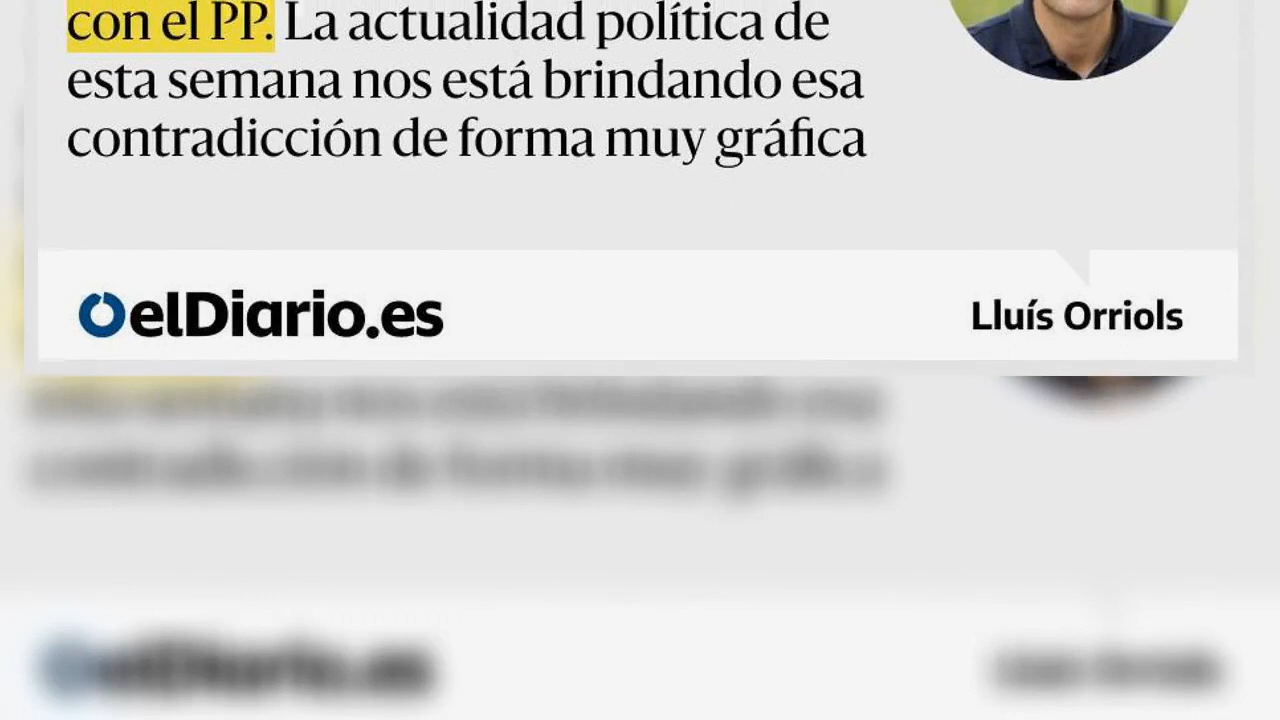 con el PP. La actualidad política de
esta semana nos está brindando esa
contradicción de forma muy gráfica
elDiario.es
Lluís Orriols